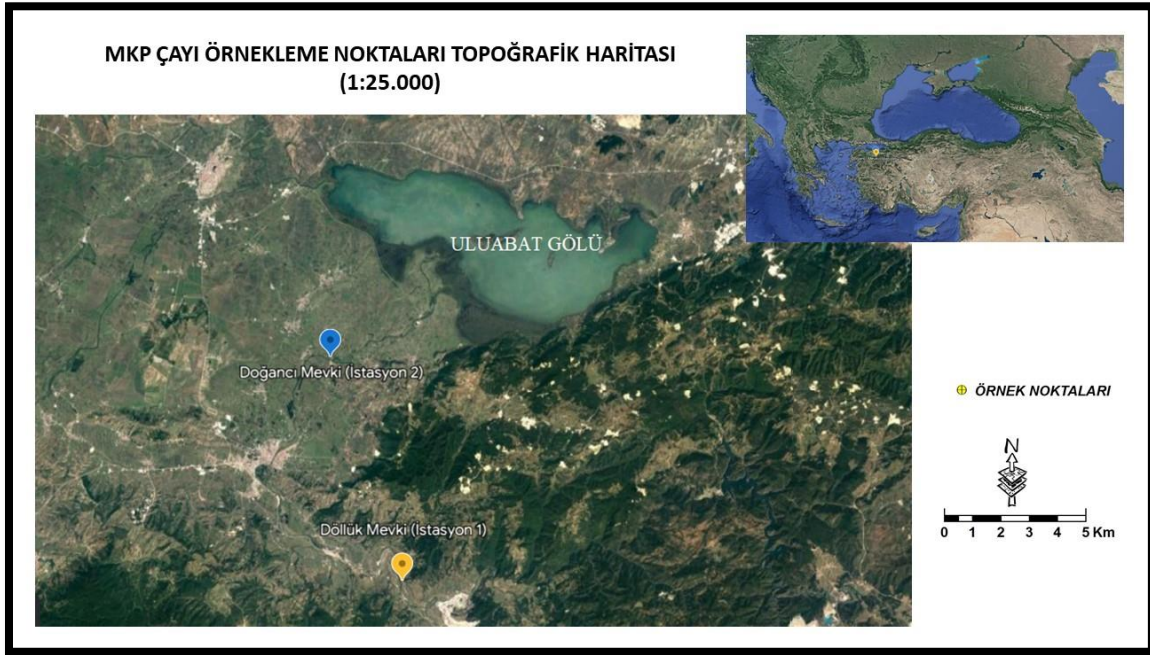 MKP ÇAYI ÖRNEKLEME NOKTALARI TOPOĞRAFİK HARİTASI
(1:25.000)
ULUABAT GÖLÜ
Doğancı Mevki (İstasyon 2)
Döllük Mevki (İstasyon 1)
ÖRNEK NOKTALARI
N
0 1 2 3 4 5 Km